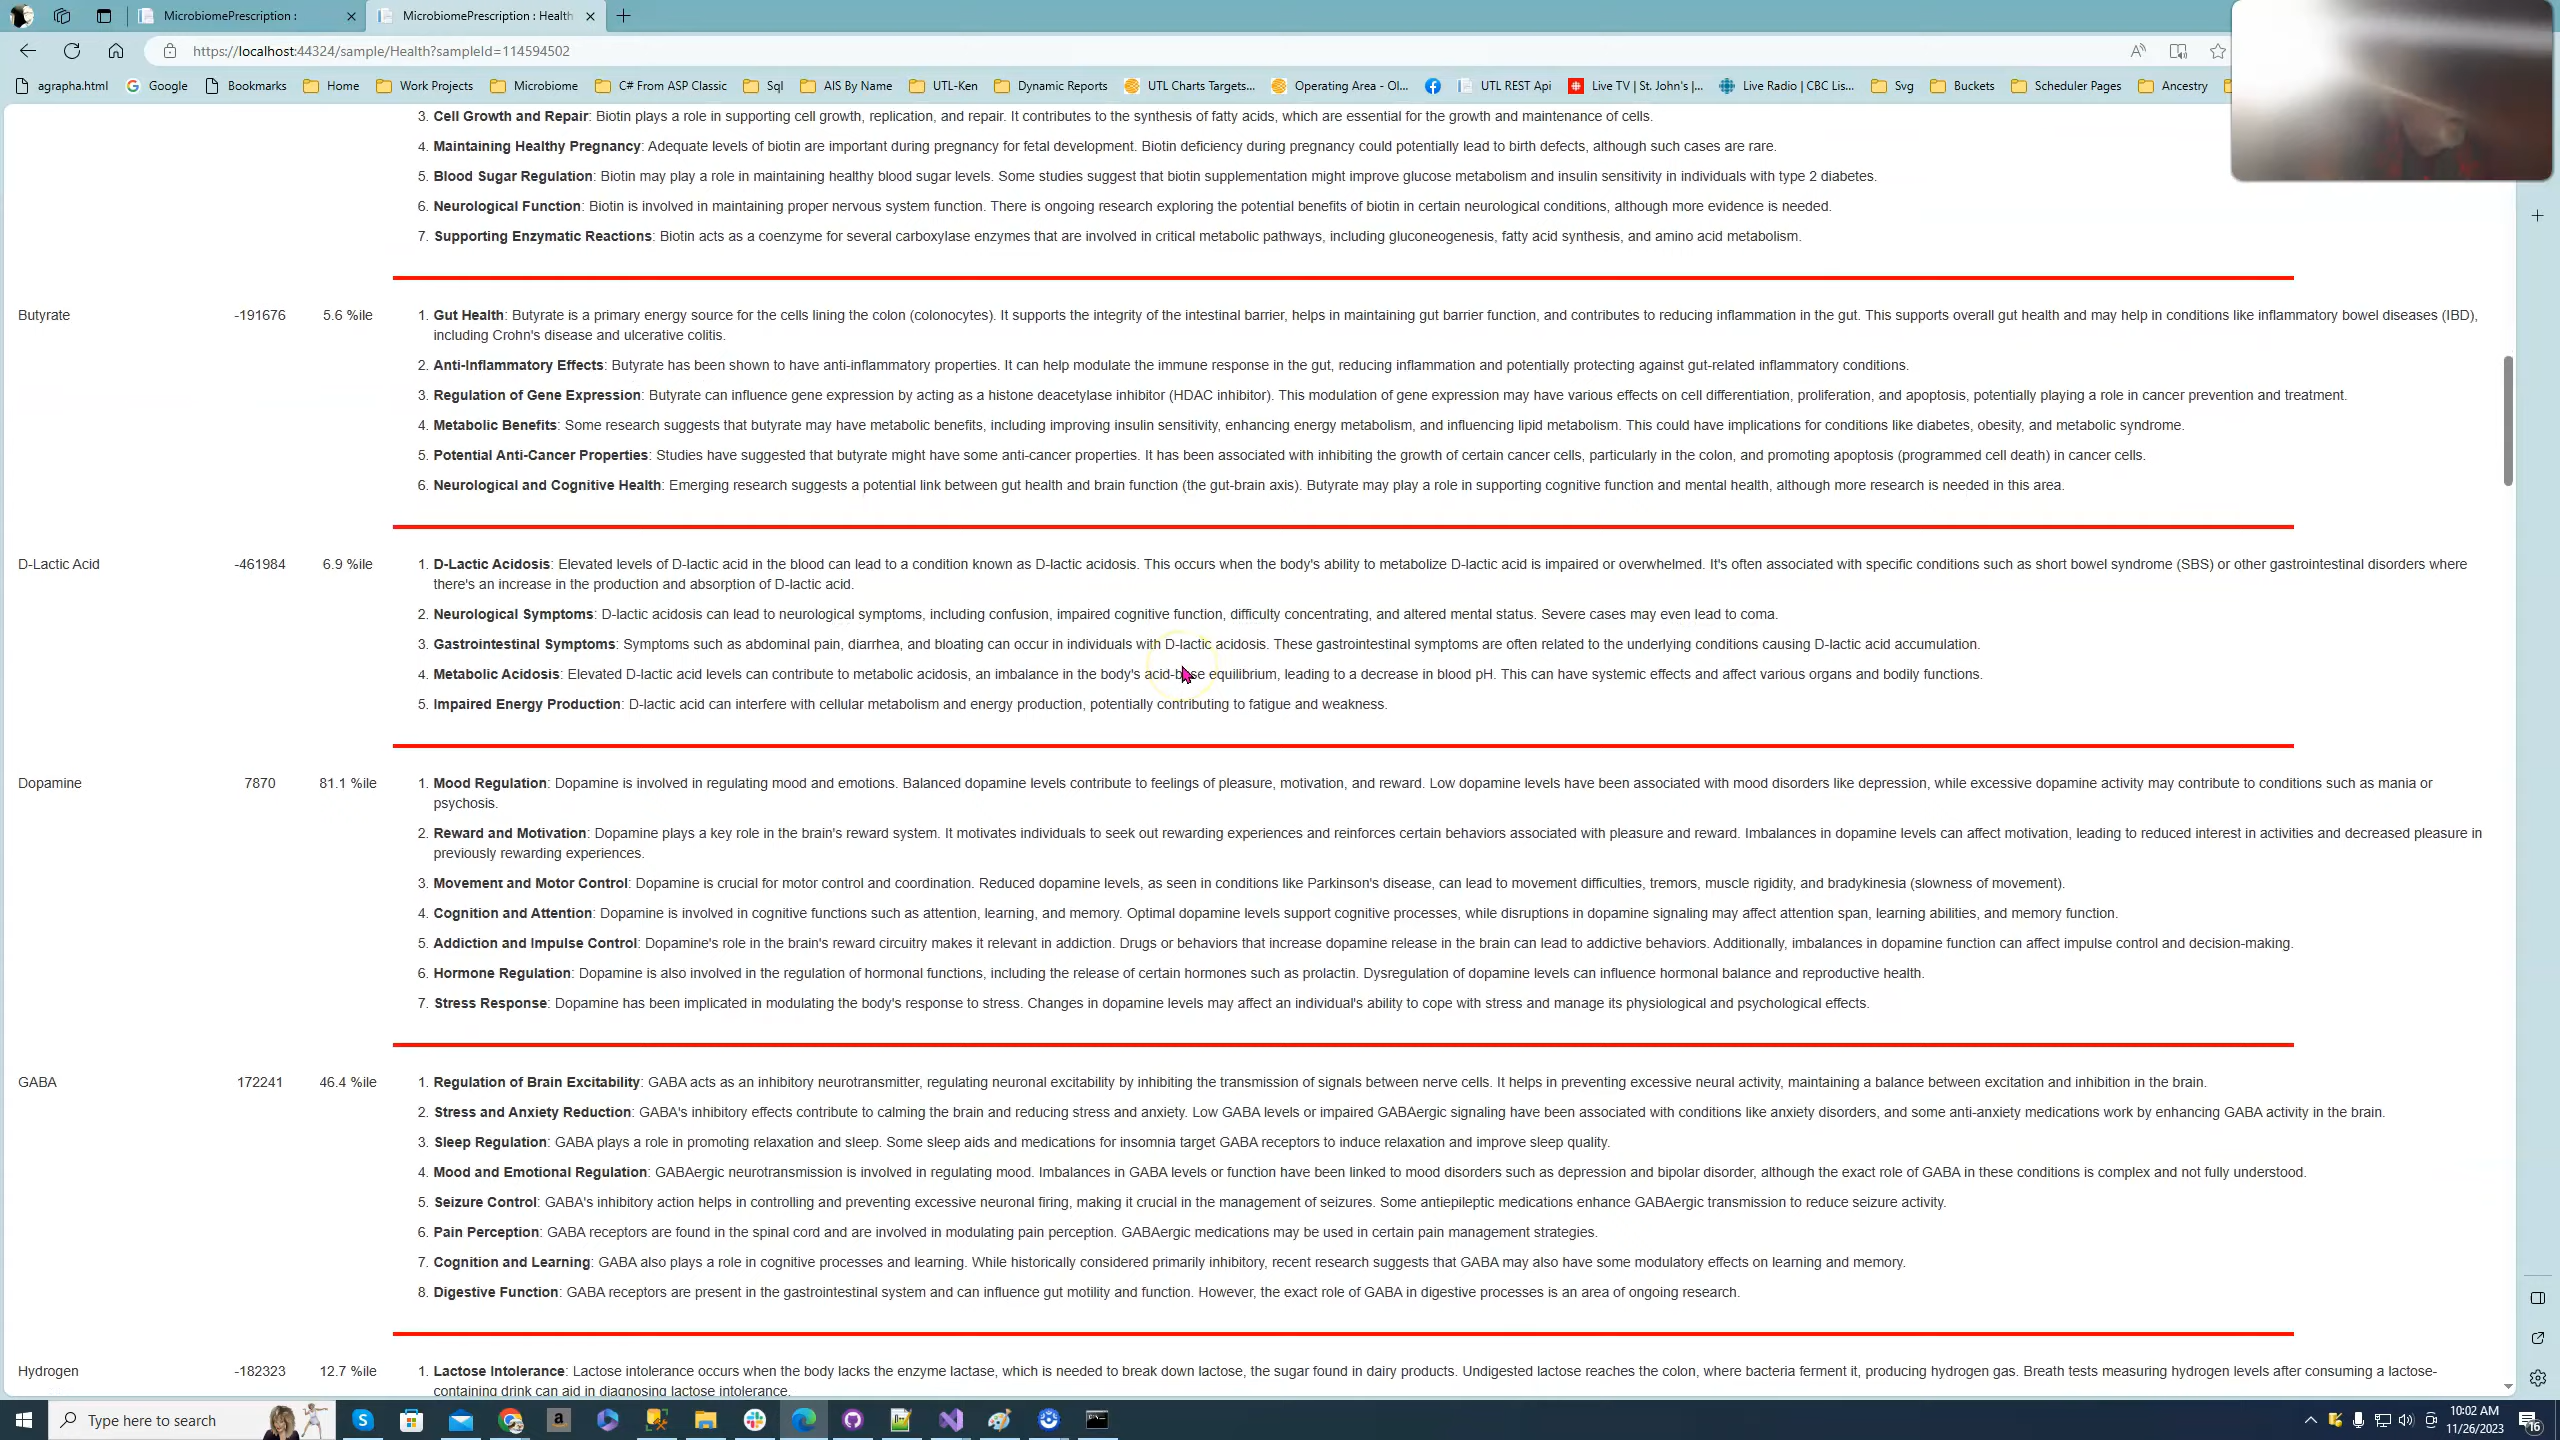 MicrobiomePrescription :
MicrobiomePrescription : Health
https://localhost:44324/sample/Health?sampleId=114594502
agrapha.html Google Bookmarks Home Work Projects Microbiome C# From ASP Classic Sql AIS By Name UTL-Ken Dynamic Reports UTL Charts Targets... Operating Area - Ol... UTL REST Api Live TV | St. John's |... Live Radio | CBC Lis... Svg Buckets Scheduler Pages Ancestry
3. Cell Growth and Repair: Biotin plays a role in supporting cell growth, replication, and repair. It contributes to the synthesis of fatty acids, which are essential for the growth and maintenance of cells.
4. Maintaining Healthy Pregnancy: Adequate levels of biotin are important during pregnancy for fetal development. Biotin deficiency during pregnancy could potentially lead to birth defects, although such cases are rare.
5. Blood Sugar Regulation: Biotin may play a role in maintaining healthy blood sugar levels. Some studies suggest that biotin supplementation might improve glucose metabolism and insulin sensitivity in individuals with type 2 diabetes.
6. Neurological Function: Biotin is involved in maintaining proper nervous system function. There is ongoing research exploring the potential benefits of biotin in certain neurological conditions, although more evidence is needed.
7. Supporting Enzymatic Reactions: Biotin acts as a coenzyme for several carboxylase enzymes that are involved in critical metabolic pathways, including gluconeogenesis, fatty acid synthesis, and amino acid metabolism.
Butyrate -191676 5.6 %ile 1. Gut Health: Butyrate is a primary energy source for the cells lining the colon (colonocytes). It supports the integrity of the intestinal barrier, helps in maintaining gut barrier function, and contributes to reducing inflammation in the gut. This supports overall gut health and may help in conditions like inflammatory bowel diseases (IBD),
including Crohn's disease and ulcerative colitis.
2. Anti-Inflammatory Effects: Butyrate has been shown to have anti-inflammatory properties. It can help modulate the immune response in the gut, reducing inflammation and potentially protecting against gut-related inflammatory conditions.
3. Regulation of Gene Expression: Butyrate can influence gene expression by acting as a histone deacetylase inhibitor (HDAC inhibitor). This modulation of gene expression may have various effects on cell differentiation, proliferation, and apoptosis, potentially playing a role in cancer prevention and treatment.
4. Metabolic Benefits: Some research suggests that butyrate may have metabolic benefits, including improving insulin sensitivity, enhancing energy metabolism, and influencing lipid metabolism. This could have implications for conditions like diabetes, obesity, and metabolic syndrome.
5. Potential Anti-Cancer Properties: Studies have suggested that butyrate might have some anti-cancer properties. It has been associated with inhibiting the growth of certain cancer cells, particularly in the colon, and promoting apoptosis (programmed cell death) in cancer cells.
6. Neurological and Cognitive Health: Emerging research suggests a potential link between gut health and brain function (the gut-brain axis). Butyrate may play a role in supporting cognitive function and mental health, although more research is needed in this area.
D-Lactic Acid -461984 6.9 %ile 1. D-Lactic Acidosis: Elevated levels of D-lactic acid in the blood can lead to a condition known as D-lactic acidosis. This occurs when the body's ability to metabolize D-lactic acid is impaired or overwhelmed. It's often associated with specific conditions such as short bowel syndrome (SBS) or other gastrointestinal disorders where
there's an increase in the production and absorption of D-lactic acid.
2. Neurological Symptoms: D-lactic acidosis can lead to neurological symptoms, including confusion, impaired cognitive function, difficulty concentrating, and altered mental status. Severe cases may even lead to coma.
3. Gastrointestinal Symptoms: Symptoms such as abdominal pain, diarrhea, and bloating can occur in individuals with D-lactic acidosis. These gastrointestinal symptoms are often related to the underlying conditions causing D-lactic acid accumulation.
4. Metabolic Acidosis: Elevated D-lactic acid levels can contribute to metabolic acidosis, an imbalance in the body's acid-base equilibrium, leading to a decrease in blood pH. This can have systemic effects and affect various organs and bodily functions.
5. Impaired Energy Production: D-lactic acid can interfere with cellular metabolism and energy production, potentially contributing to fatigue and weakness.
Dopamine 7870 81.1 %ile 1. Mood Regulation: Dopamine is involved in regulating mood and emotions. Balanced dopamine levels contribute to feelings of pleasure, motivation, and reward. Low dopamine levels have been associated with mood disorders like depression, while excessive dopamine activity may contribute to conditions such as mania or
psychosis.
2. Reward and Motivation: Dopamine plays a key role in the brain's reward system. It motivates individuals to seek out rewarding experiences and reinforces certain behaviors associated with pleasure and reward. Imbalances in dopamine levels can affect motivation, leading to reduced interest in activities and decreased pleasure in
previously rewarding experiences.
3. Movement and Motor Control: Dopamine is crucial for motor control and coordination. Reduced dopamine levels, as seen in conditions like Parkinson's disease, can lead to movement difficulties, tremors, muscle rigidity, and bradykinesia (slowness of movement).
4. Cognition and Attention: Dopamine is involved in cognitive functions such as attention, learning, and memory. Optimal dopamine levels support cognitive processes, while disruptions in dopamine signaling may affect attention span, learning abilities, and memory function.
5. Addiction and Impulse Control: Dopamine's role in the brain's reward circuitry makes it relevant in addiction. Drugs or behaviors that increase dopamine release in the brain can lead to addictive behaviors. Additionally, imbalances in dopamine function can affect impulse control and decision-making.
6. Hormone Regulation: Dopamine is also involved in the regulation of hormonal functions, including the release of certain hormones such as prolactin. Dysregulation of dopamine levels can influence hormonal balance and reproductive health.
7. Stress Response: Dopamine has been implicated in modulating the body's response to stress. Changes in dopamine levels may affect an individual's ability to cope with stress and manage its physiological and psychological effects.
GABA 172241 46.4 %ile 1. Regulation of Brain Excitability: GABA acts as an inhibitory neurotransmitter, regulating neuronal excitability by inhibiting the transmission of signals between nerve cells. It helps in preventing excessive neural activity, maintaining a balance between excitation and inhibition in the brain.
2. Stress and Anxiety Reduction: GABA's inhibitory effects contribute to calming the brain and reducing stress and anxiety. Low GABA levels or impaired GABAergic signaling have been associated with conditions like anxiety disorders, and some anti-anxiety medications work by enhancing GABA activity in the brain.
3. Sleep Regulation: GABA plays a role in promoting relaxation and sleep. Some sleep aids and medications for insomnia target GABA receptors to induce relaxation and improve sleep quality.
4. Mood and Emotional Regulation: GABAergic neurotransmission is involved in regulating mood. Imbalances in GABA levels or function have been linked to mood disorders such as depression and bipolar disorder, although the exact role of GABA in these conditions is complex and not fully understood.
5. Seizure Control: GABA's inhibitory action helps in controlling and preventing excessive neuronal firing, making it crucial in the management of seizures. Some antiepileptic medications enhance GABAergic transmission to reduce seizure activity.
6. Pain Perception: GABA receptors are found in the spinal cord and are involved in modulating pain perception. GABAergic medications may be used in certain pain management strategies.
7. Cognition and Learning: GABA also plays a role in cognitive processes and learning. While historically considered primarily inhibitory, recent research suggests that GABA may also have some modulatory effects on learning and memory.
8. Digestive Function: GABA receptors are present in the gastrointestinal system and can influence gut motility and function. However, the exact role of GABA in digestive processes is an area of ongoing research.
Hydrogen -182323 12.7 %ile 1. Lactose Intolerance: Lactose intolerance occurs when the body lacks the enzyme lactase, which is needed to break down lactose, the sugar found in dairy products. Undigested lactose reaches the colon, where bacteria ferment it, producing hydrogen gas. Breath tests measuring hydrogen levels after consuming a lactose-
containing drink can aid in diagnosing lactose intolerance.
Type here to search
10:02 AM
11/26/2023
16